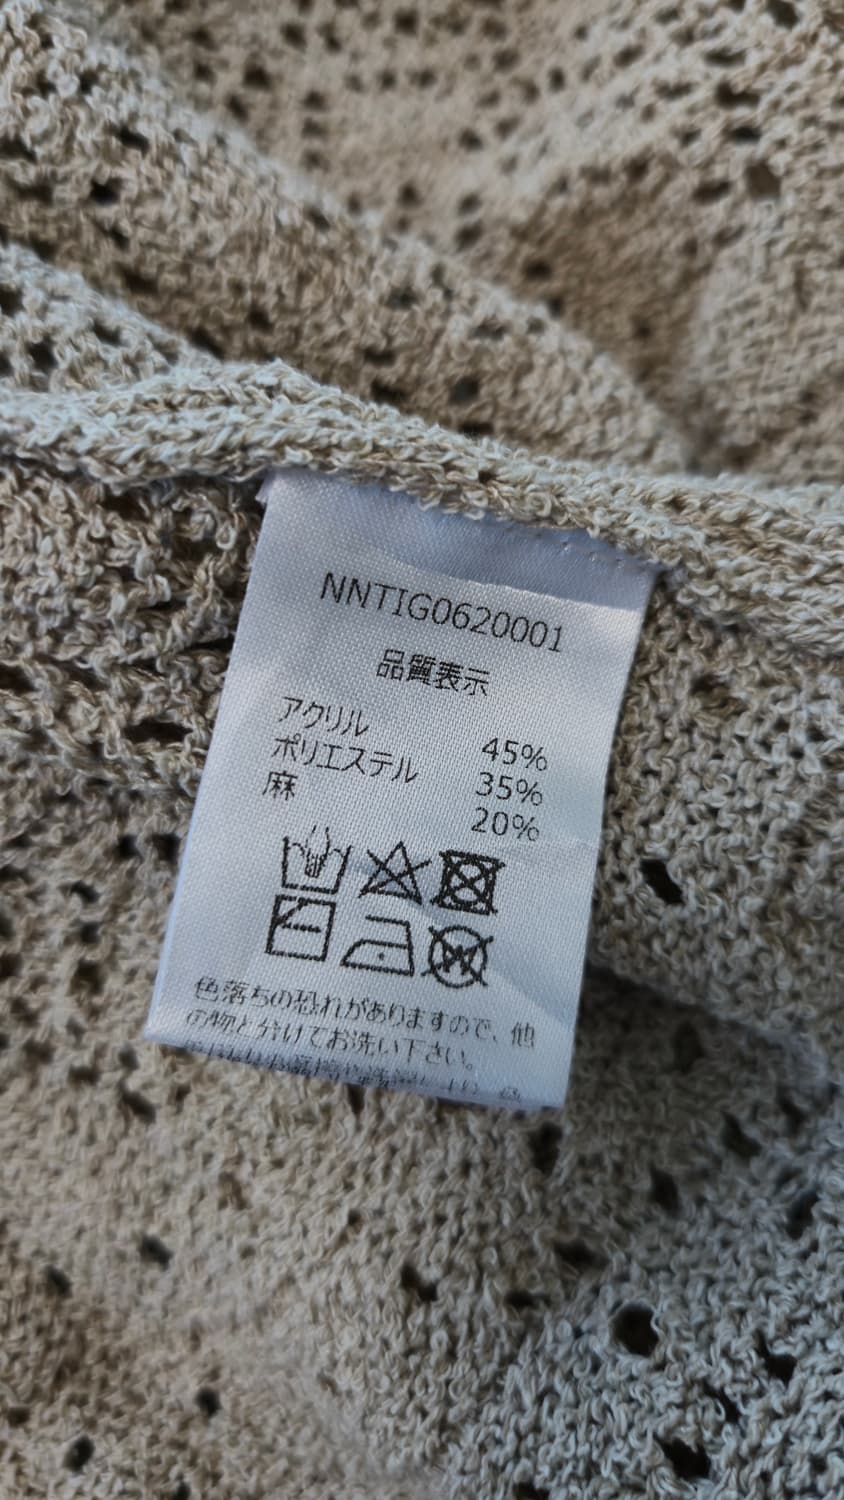 NNTIG0620001
品質表示
アクリル 45%
ポリエステル 35%
麻 20%
色落ちの恐れがありますので、他
の物と分けてお洗い下さい。